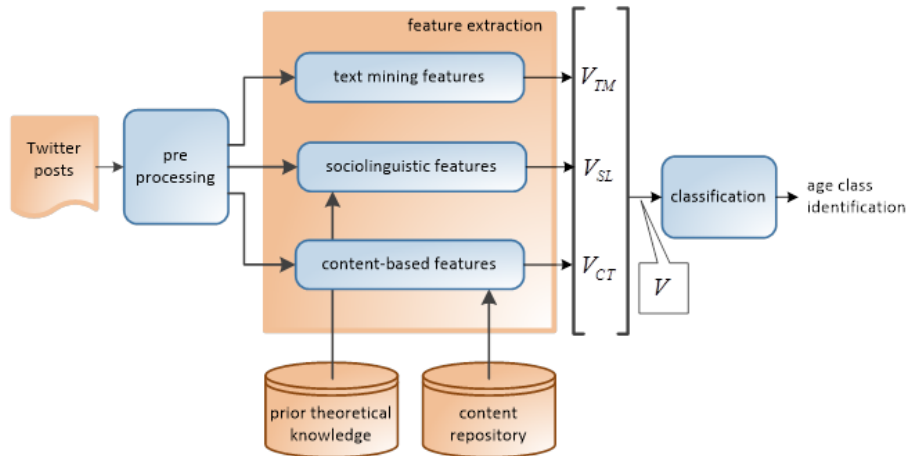 feature extraction
text mining features
V_TM
Twitter
posts
pre
processing
sociolinguistic features
V_SL
classification
age class
identification
content-based features
V_CT
V
prior theoretical
knowledge
content
repository